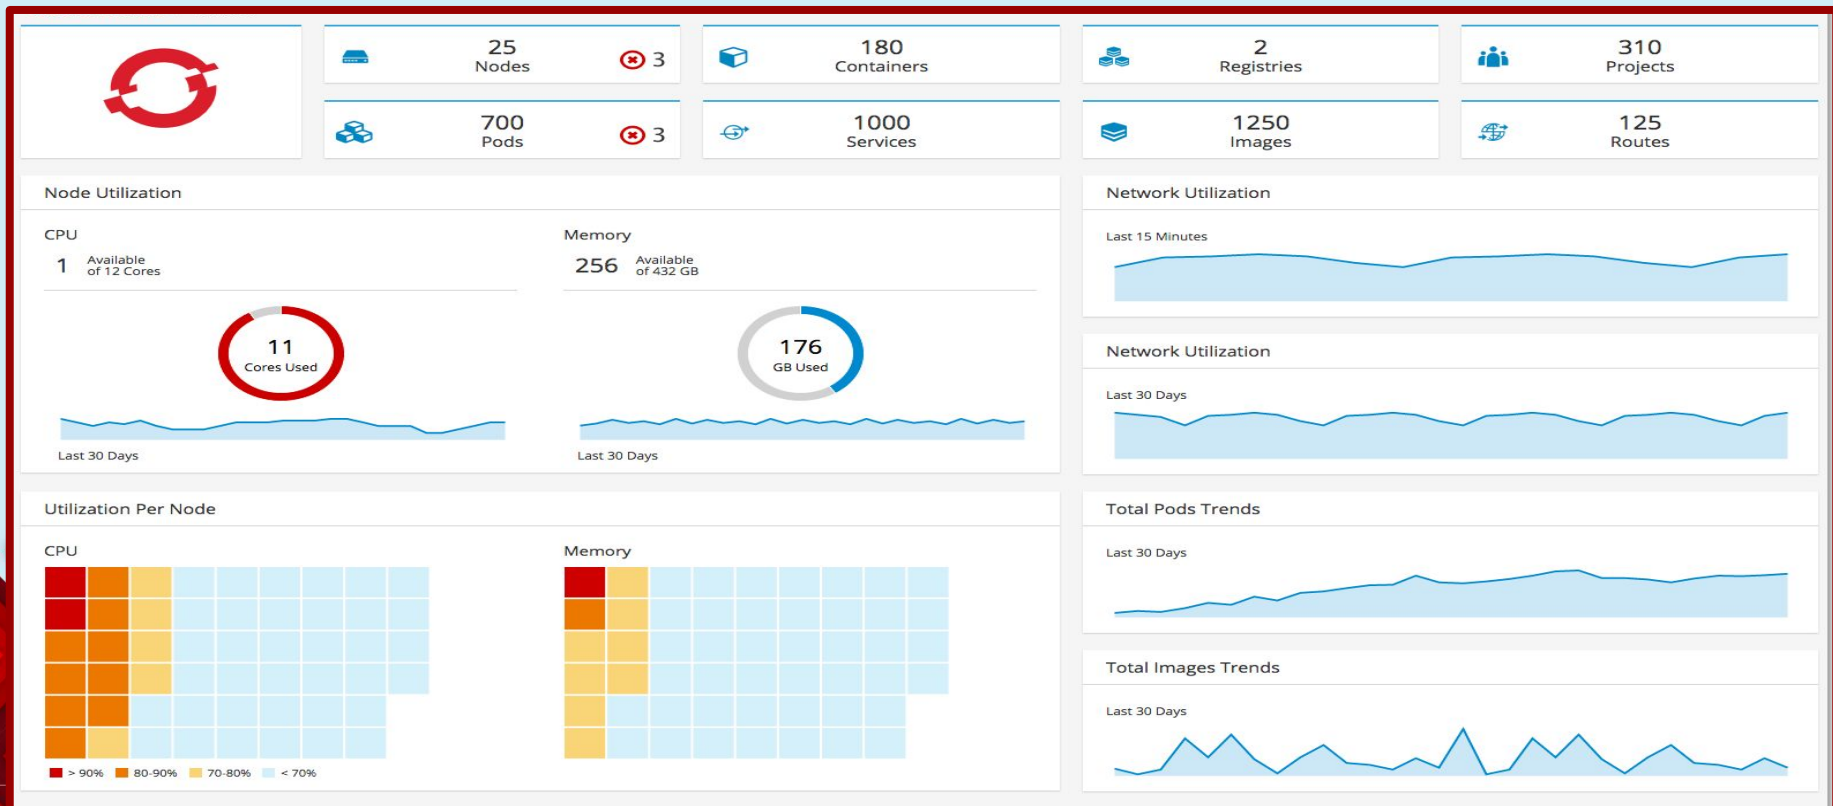 25
Nodes
3
180
Containers
2
Registries
310
Projects
700
Pods
3
1000
Services
1250
Images
125
Routes
Node Utilization
CPU
1 Available
of 12 Cores
11
Cores Used
Last 30 Days
Memory
256 Available
of 432 GB
176
GB Used
Last 30 Days
Network Utilization
Last 15 Minutes
Network Utilization
Last 30 Days
Utilization Per Node
CPU
Memory
> 90% 80-90% 70-80% < 70%
Total Pods Trends
Last 30 Days
Total Images Trends
Last 30 Days